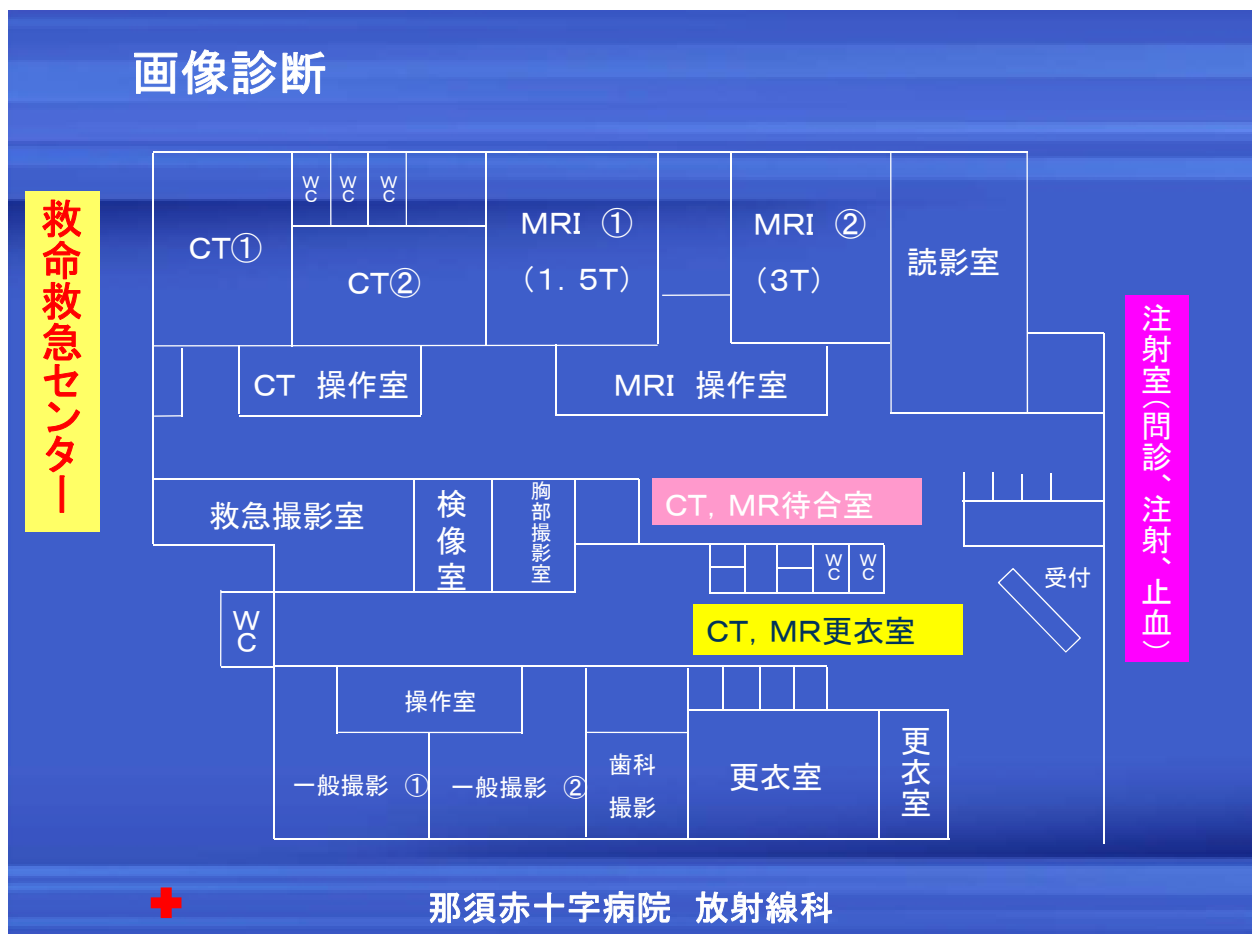 画像診断
救命救急センター
WC
WC
WC
CT①
CT②
MRI ①
（1．5T）
MRI ②
（3T）
読影室
CT 操作室
MRI 操作室
注射室（問診、注射、止血）
救急撮影室
検像室
胸部撮影室
CT，MR待合室
WC
WC
受付
WC
CT，MR更衣室
操作室
一般撮影 ①
一般撮影 ②
歯科
撮影
更衣室
更衣室
那須赤十字病院 放射線科